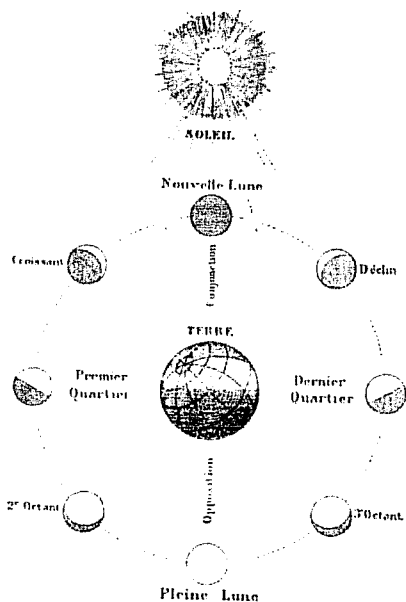 SOLEIL
Nouvelle Lune
Croissant
Déclin
Conjonction
TERRE
Premier
Quartier
Dernier
Quartier
2e Octant
3e Octant
Opposition
Pleine Lune